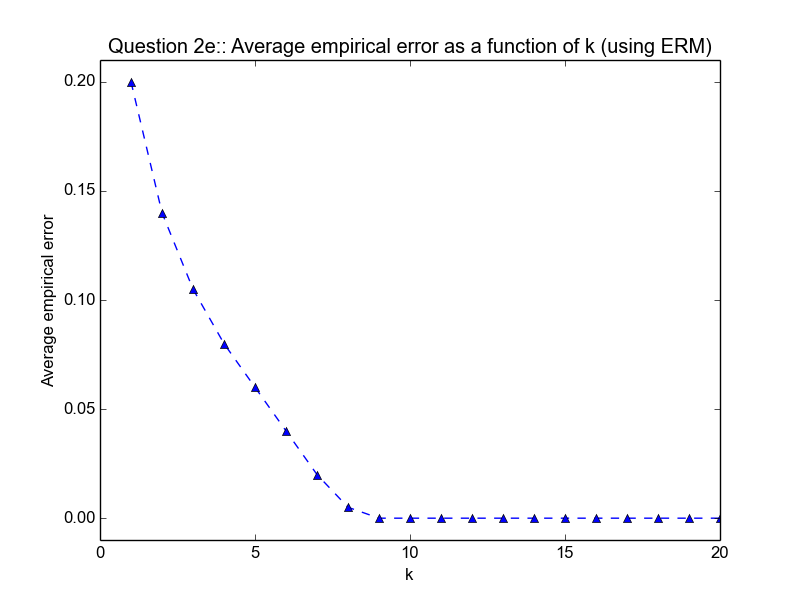 Question 2e:: Average empirical error as a function of k (using ERM)
0.20
0.15
0.10
0.05
0.00
Average empirical error
0 5 10 15 20
k